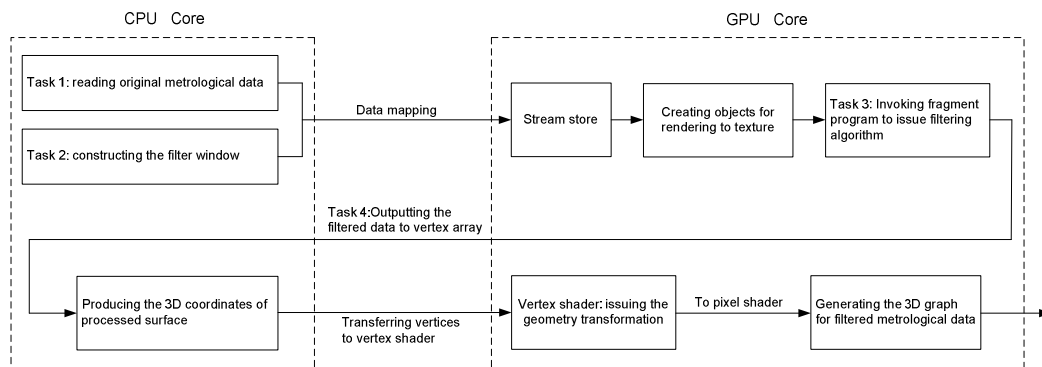 CPU Core
GPU Core
Task 1: reading original metrological data
Task 2: constructing the filter window
Data mapping
Stream store
Creating objects for
rendering to texture
Task 3: Invoking fragment
program to issue filtering
algorithm
Task 4:Outputting the
filtered data to vertex array
Producing the 3D coordinates of
processed surface
Transferring vertices
to vertex shader
Vertex shader: issuing the
geometry transformation
To pixel shader
Generating the 3D graph
for filtered metrological data